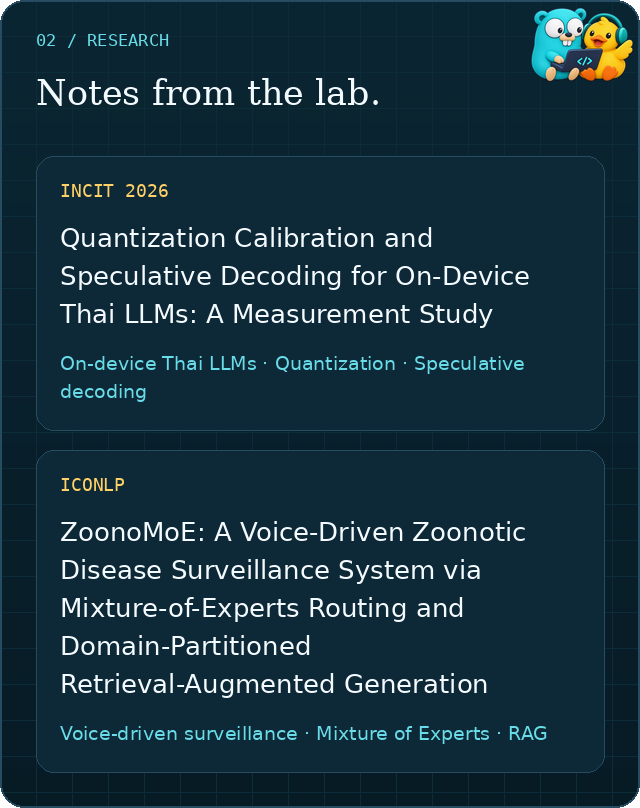 02 / RESEARCH
Notes from the lab.
</>
INCIT 2026
Quantization Calibration and
Speculative Decoding for On-Device
Thai LLMs: A Measurement Study
On-device Thai LLMs · Quantization · Speculative
decoding
ICONLP
ZoonoMoE: A Voice-Driven Zoonotic
Disease Surveillance System via
Mixture-of-Experts Routing and
Domain-Partitioned
Retrieval-Augmented Generation
Voice-driven surveillance · Mixture of Experts · RAG